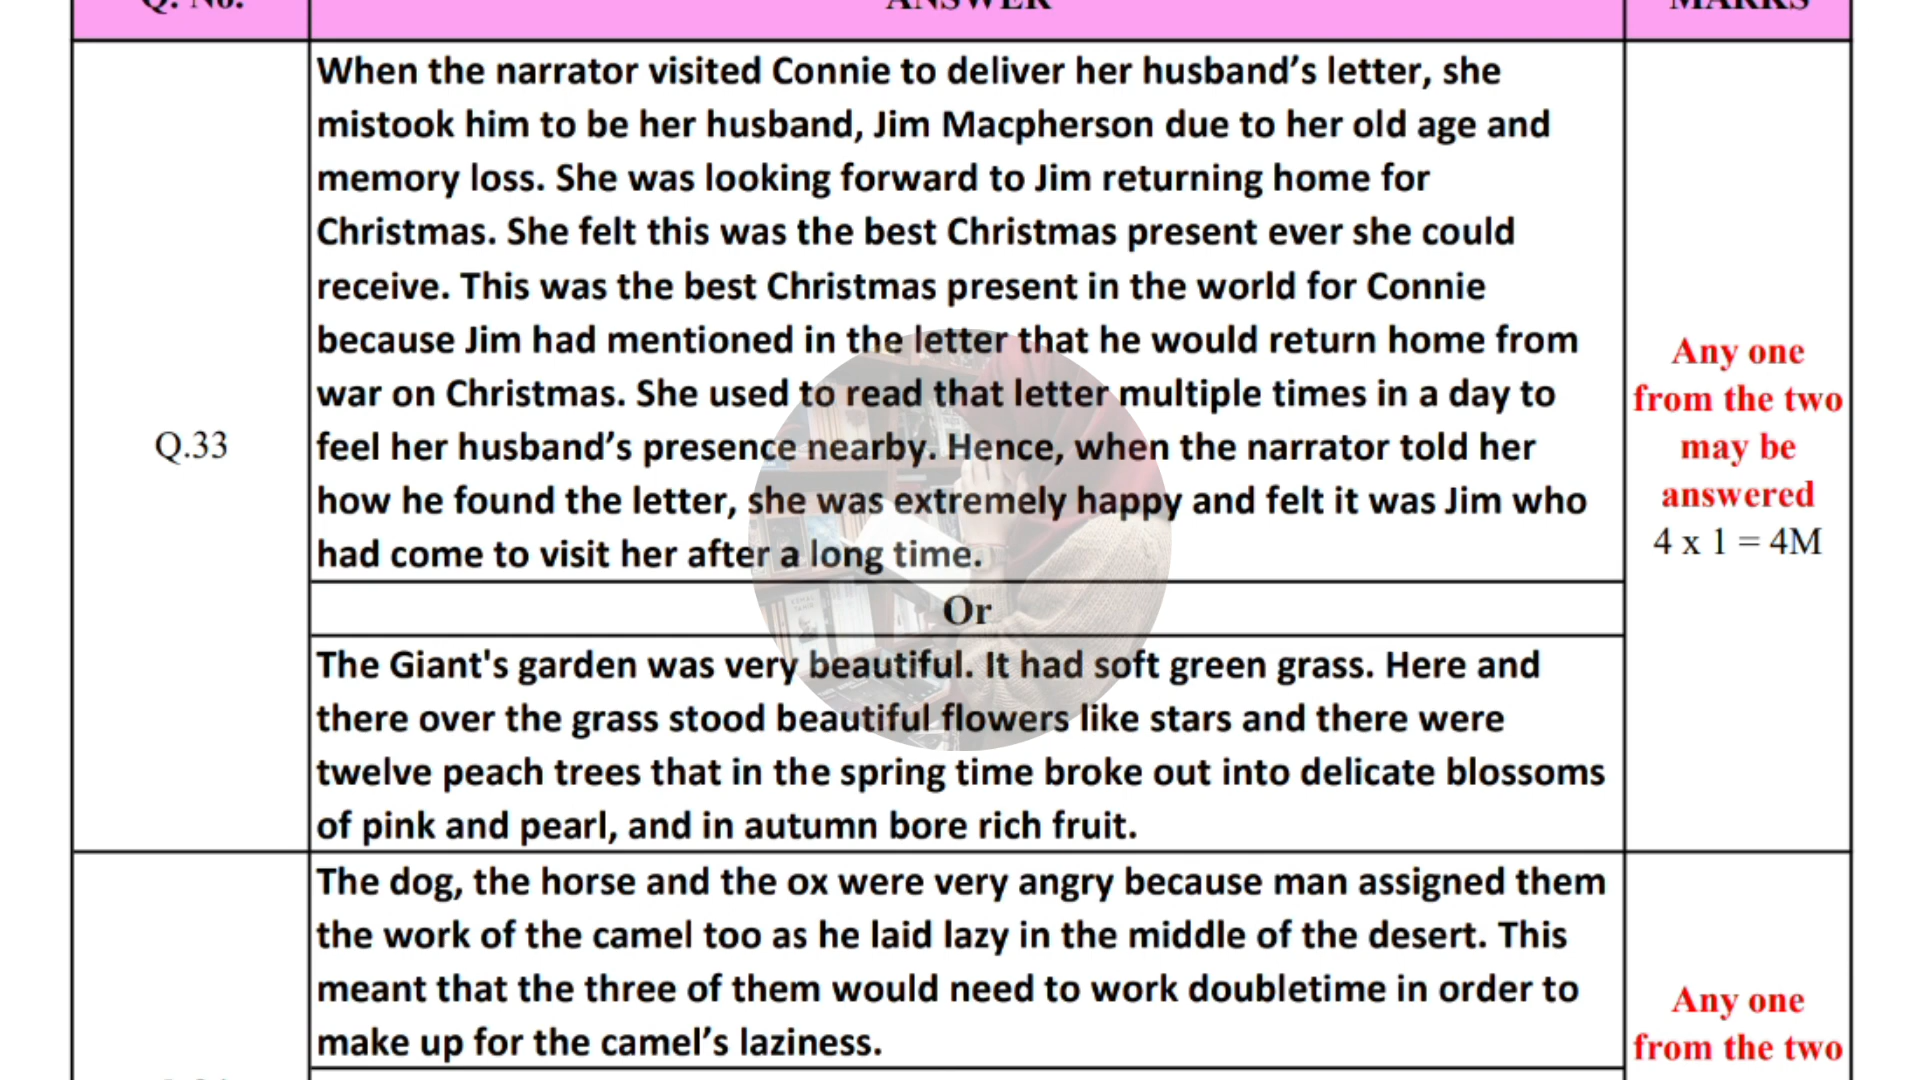 Q. No.
ANSWER
MARKS
Q.33
When the narrator visited Connie to deliver her husband’s letter, she
mistook him to be her husband, Jim Macpherson due to her old age and
memory loss. She was looking forward to Jim returning home for
Christmas. She felt this was the best Christmas present ever she could
receive. This was the best Christmas present in the world for Connie
because Jim had mentioned in the letter that he would return home from
war on Christmas. She used to read that letter multiple times in a day to
feel her husband’s presence nearby. Hence, when the narrator told her
how he found the letter, she was extremely happy and felt it was Jim who
had come to visit her after a long time.
Or
The Giant's garden was very beautiful. It had soft green grass. Here and
there over the grass stood beautiful flowers like stars and there were
twelve peach trees that in the spring time broke out into delicate blossoms
of pink and pearl, and in autumn bore rich fruit.
Any one
from the two
may be
answered
4 x 1 = 4M
The dog, the horse and the ox were very angry because man assigned them
the work of the camel too as he laid lazy in the middle of the desert. This
meant that the three of them would need to work doubletime in order to
make up for the camel’s laziness.
Any one
from the two